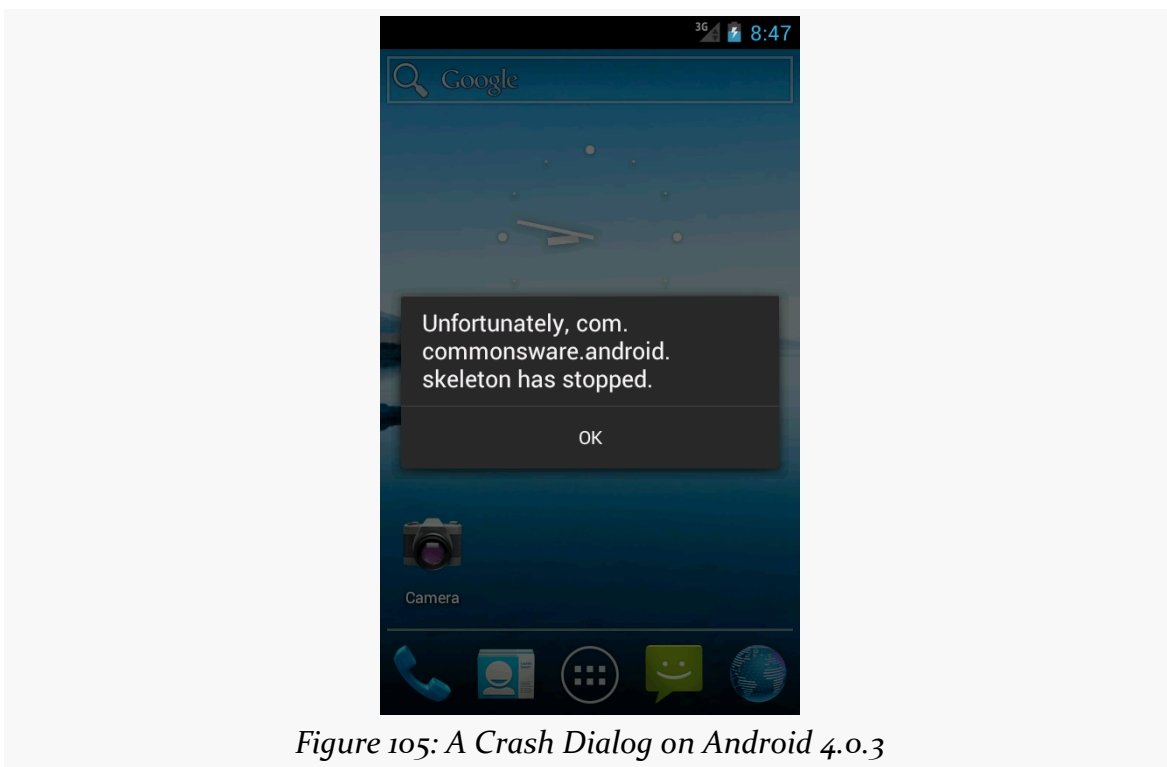 3G 8:47
Google
Unfortunately, com.
commonsware.android.
skeleton has stopped.
OK
Camera
Figure 105: A Crash Dialog on Android 4.0.3